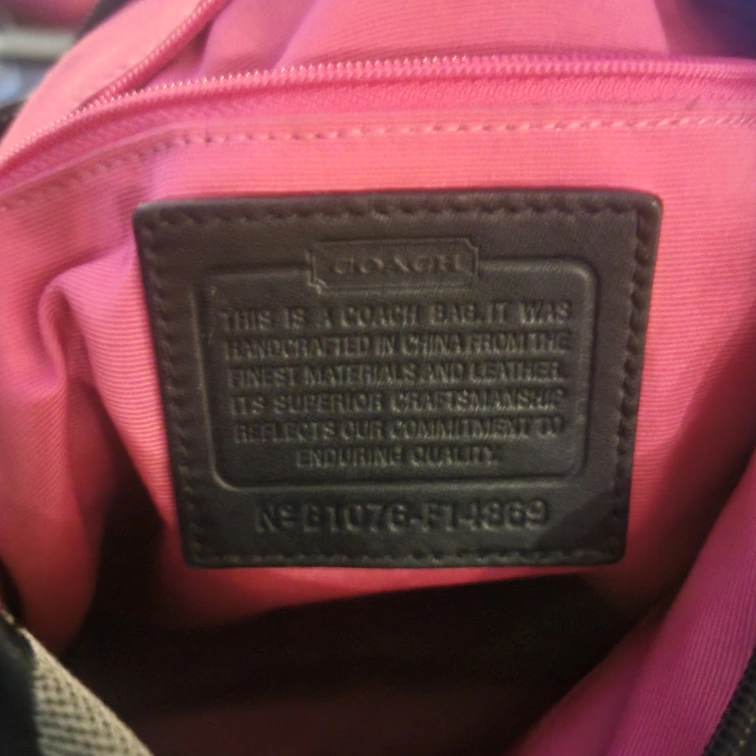 COACH
THIS IS A COACH BAG. IT WAS
HANDCRAFTED IN CHINA FROM THE
FINEST MATERIALS AND LEATHER.
ITS SUPERIOR CRAFTSMANSHIP
REFLECTS OUR COMMITMENT TO
ENDURING QUALITY.
Nº B1076-F14869